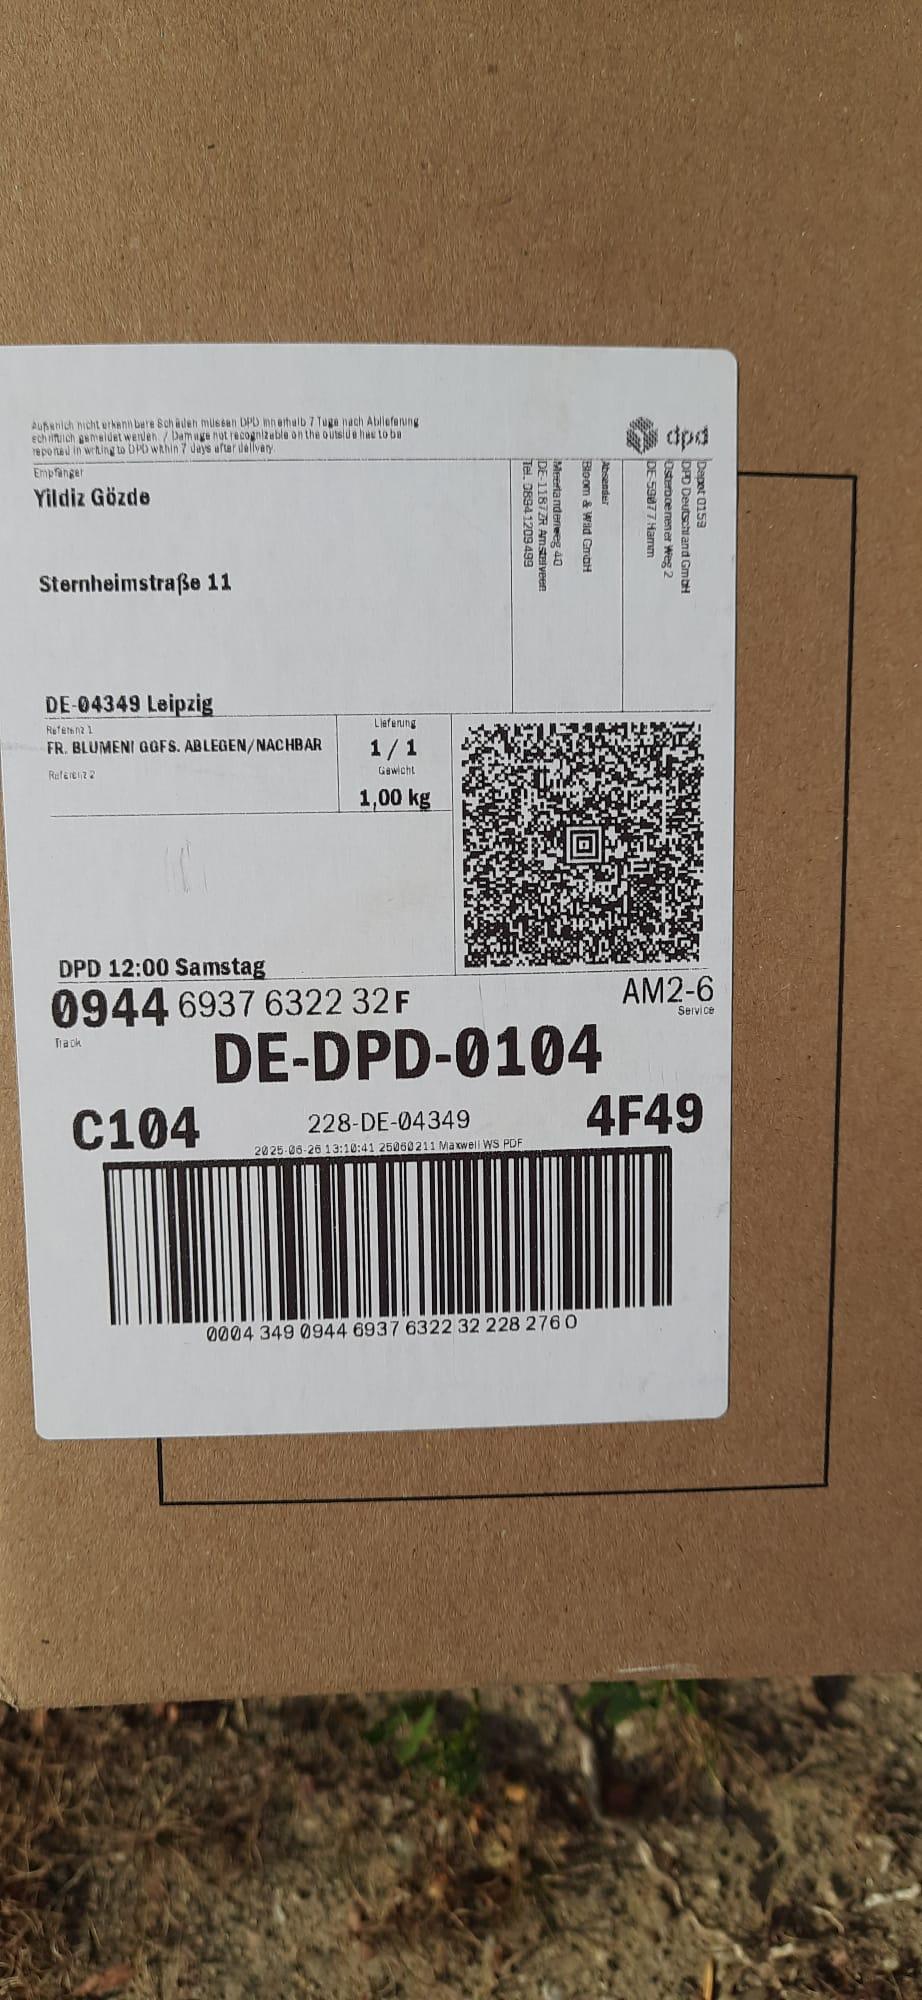 Äußerlich nicht erkennbare Schäden müssen DPD innerhalb 7 Tage nach Ablieferung
schriftlich gemeldet werden. / Damage not recognizable on the outside has to be
reported in writing to DPD within 7 days after delivery.
dpd
Empfänger
Yildiz Gözde
Sternheimstraße 11
DE-04349 Leipzig
Depot 0159
DPD Deutschland GmbH
Osterboenener Weg 2
DE-59077 Hamm
Absender
Bloom & Wild GmbH
Meerlandenweg 40
DE-1187ZR Amstelveen
Tel. 08941209499
Referenz 1
FR. BLUMEN! GGFS. ABLEGEN/NACHBAR
Referenz 2
Lieferung
1 / 1
Gewicht
1,00 kg
DPD 12:00 Samstag
0944 6937 6322 32 F
Track
AM2-6
Service
DE-DPD-0104
C104
228-DE-04349
4F49
2025-06-26 13:10:41 25060211 Maxwell WS PDF
0004 349 0944 6937 6322 32 228 276 O